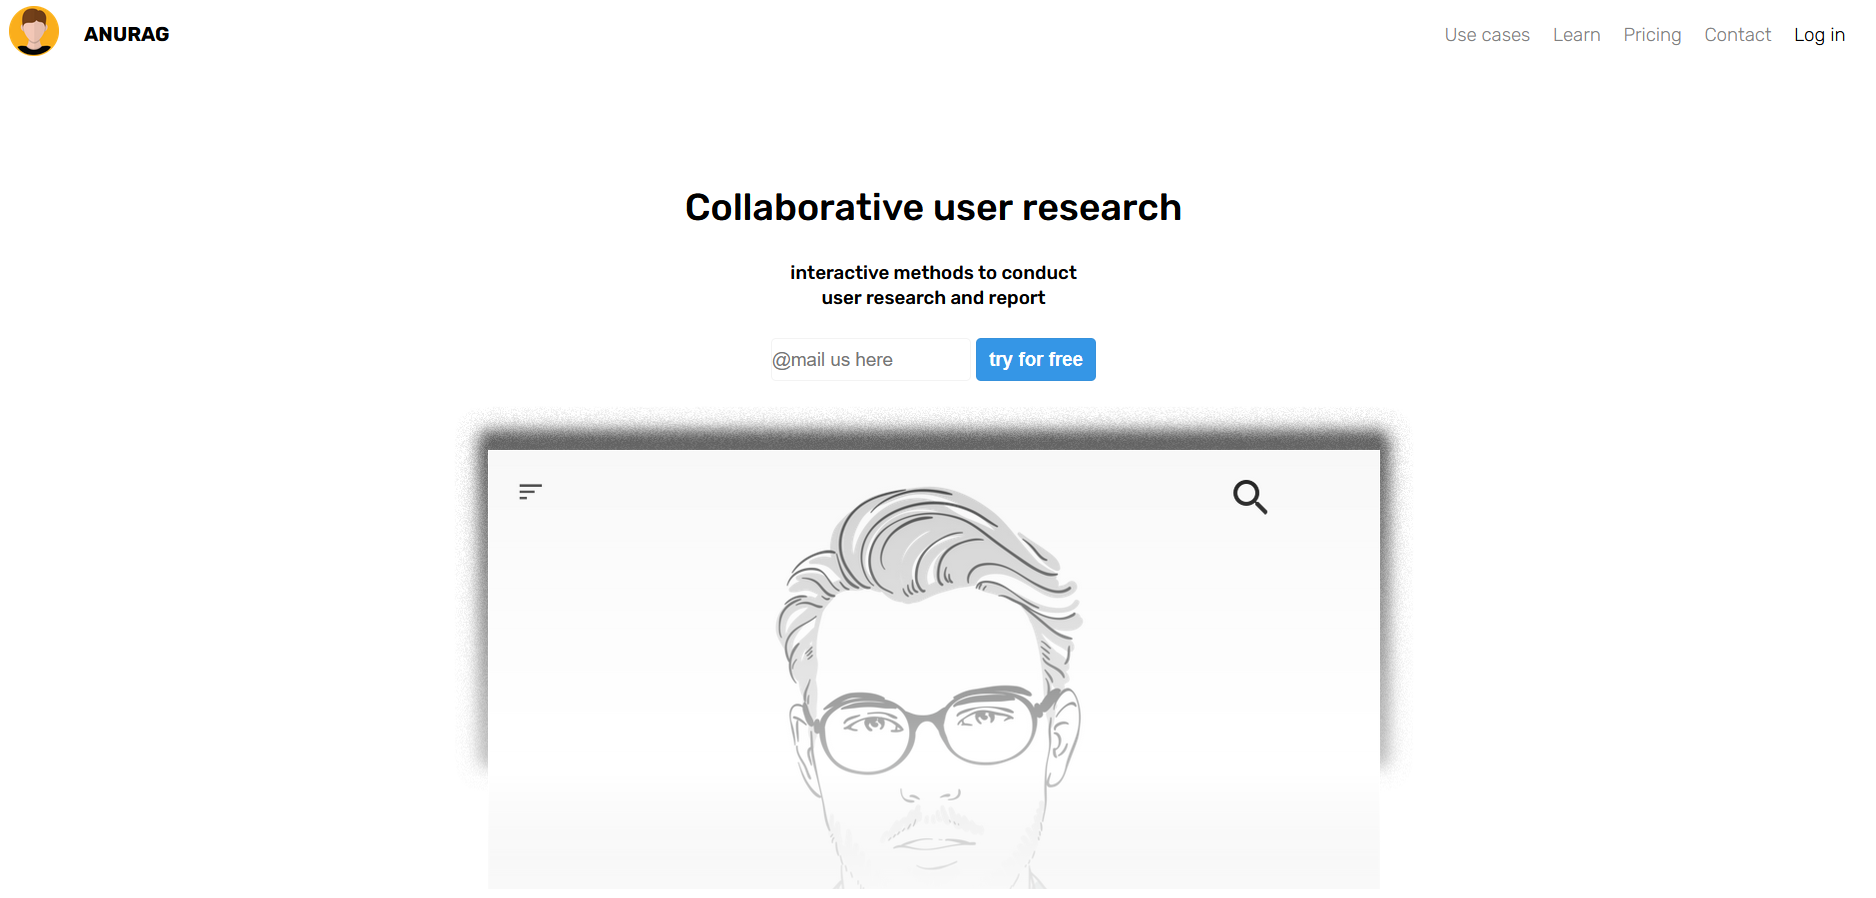 ANURAG
Use cases Learn Pricing Contact Log in
Collaborative user research
interactive methods to conduct
user research and report
@mail us here try for free